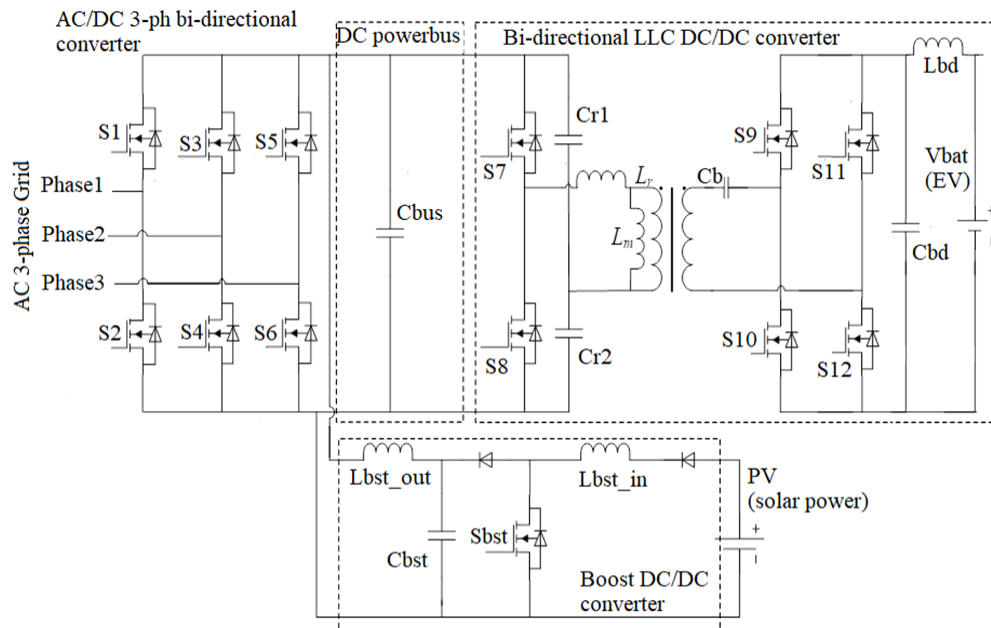 AC/DC 3-ph bi-directional
converter
DC powerbus
Bi-directional LLC DC/DC converter
AC 3-phase Grid
S1
S3
S5
Phase1
Phase2
Phase3
S2
S4
S6
Cbus
S7
S8
Cr1
Cr2
Lr
Lm
Cb
S9
S11
S10
S12
Lbd
Cbd
Vbat
(EV)
+
Lbst_out
Lbst_in
Cbst
Sbst
PV
(solar power)
+
Boost DC/DC
converter